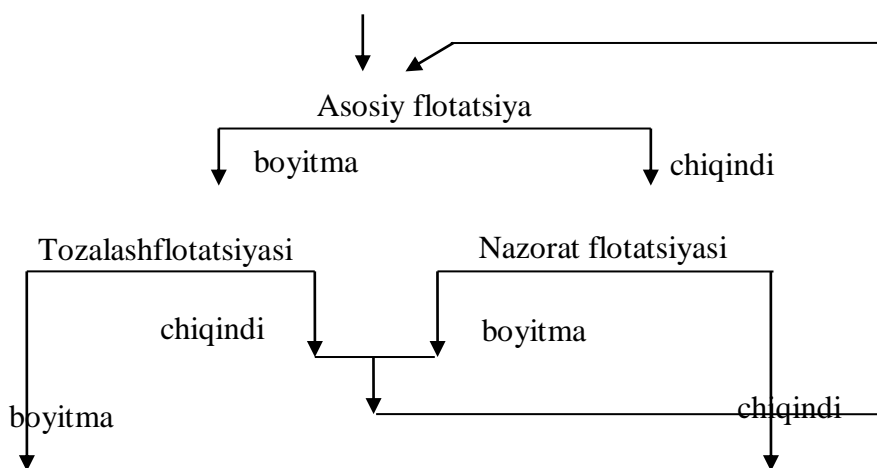 Asosiy flotatsiya
boyitma
chiqindi
Tozalashflotatsiyasi
Nazorat flotatsiyasi
chiqindi
boyitma
boyitma
chiqindi